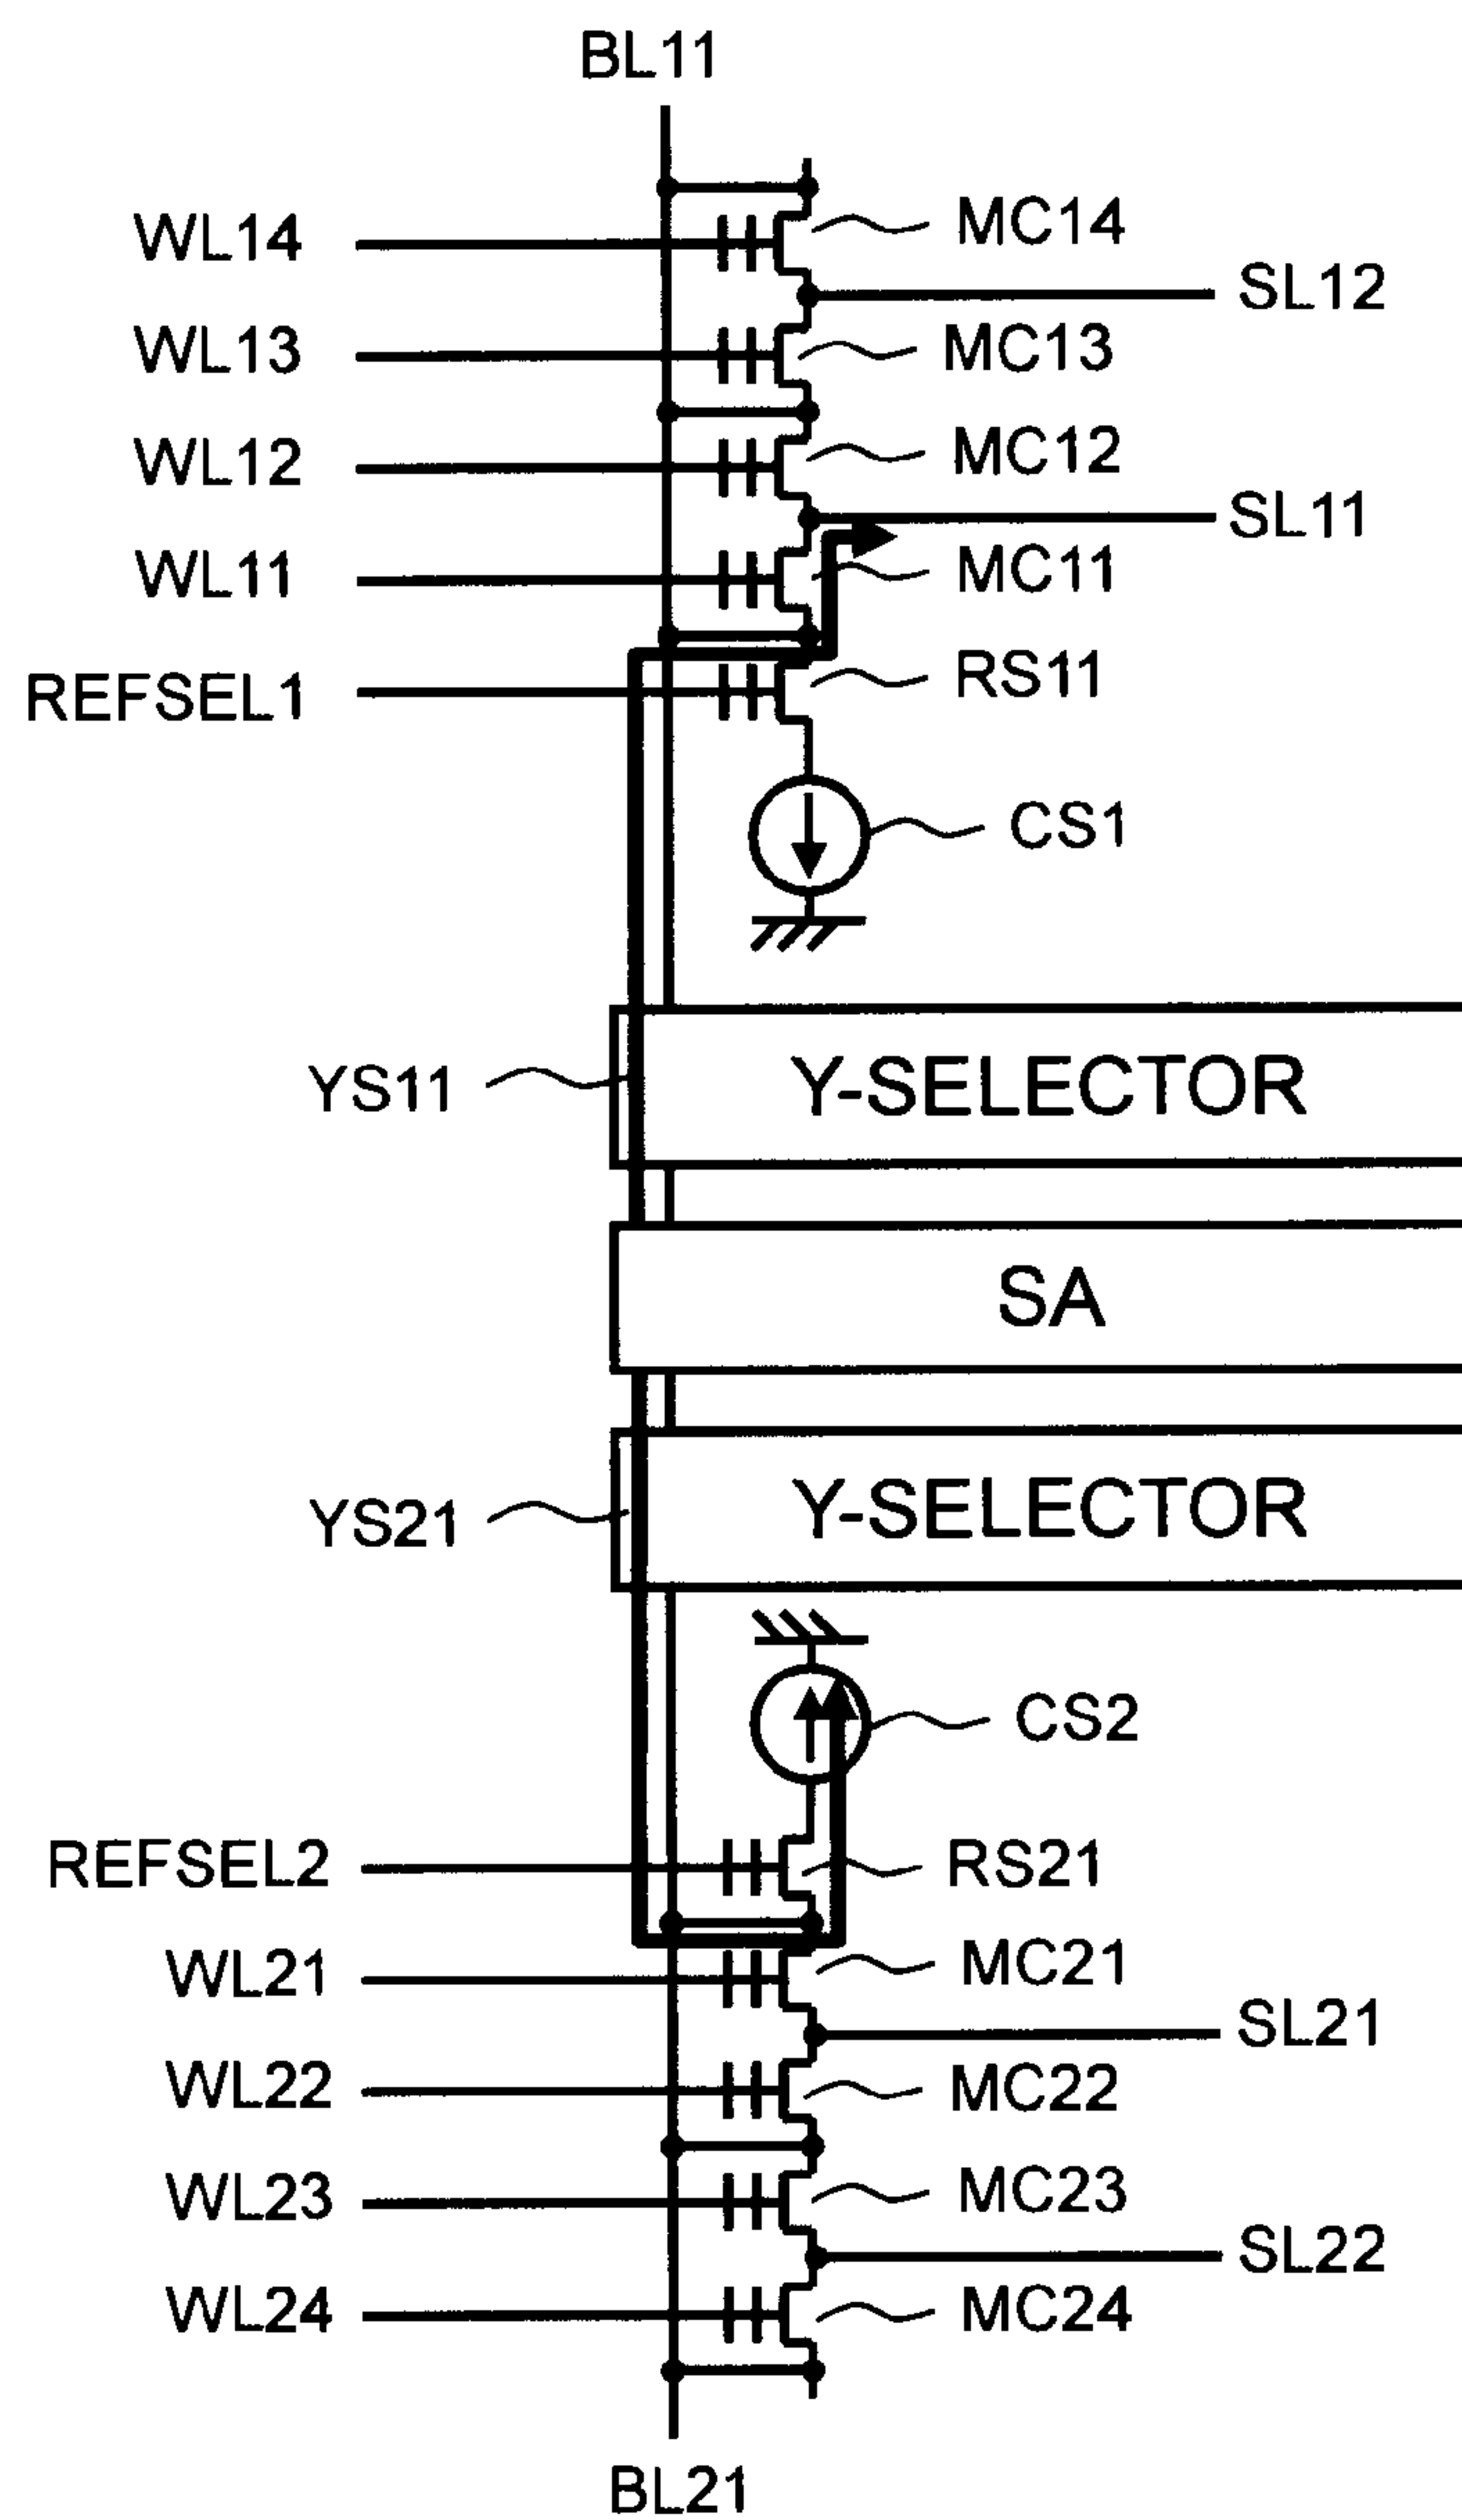 BL11
WL14
MC14
SL12
WL13
MC13
WL12
MC12
SL11
WL11
MC11
REFSEL1
RS11
CS1
YS11
Y-SELECTOR
SA
YS21
Y-SELECTOR
CS2
REFSEL2
RS21
WL21
MC21
SL21
WL22
MC22
WL23
MC23
SL22
WL24
MC24
BL21